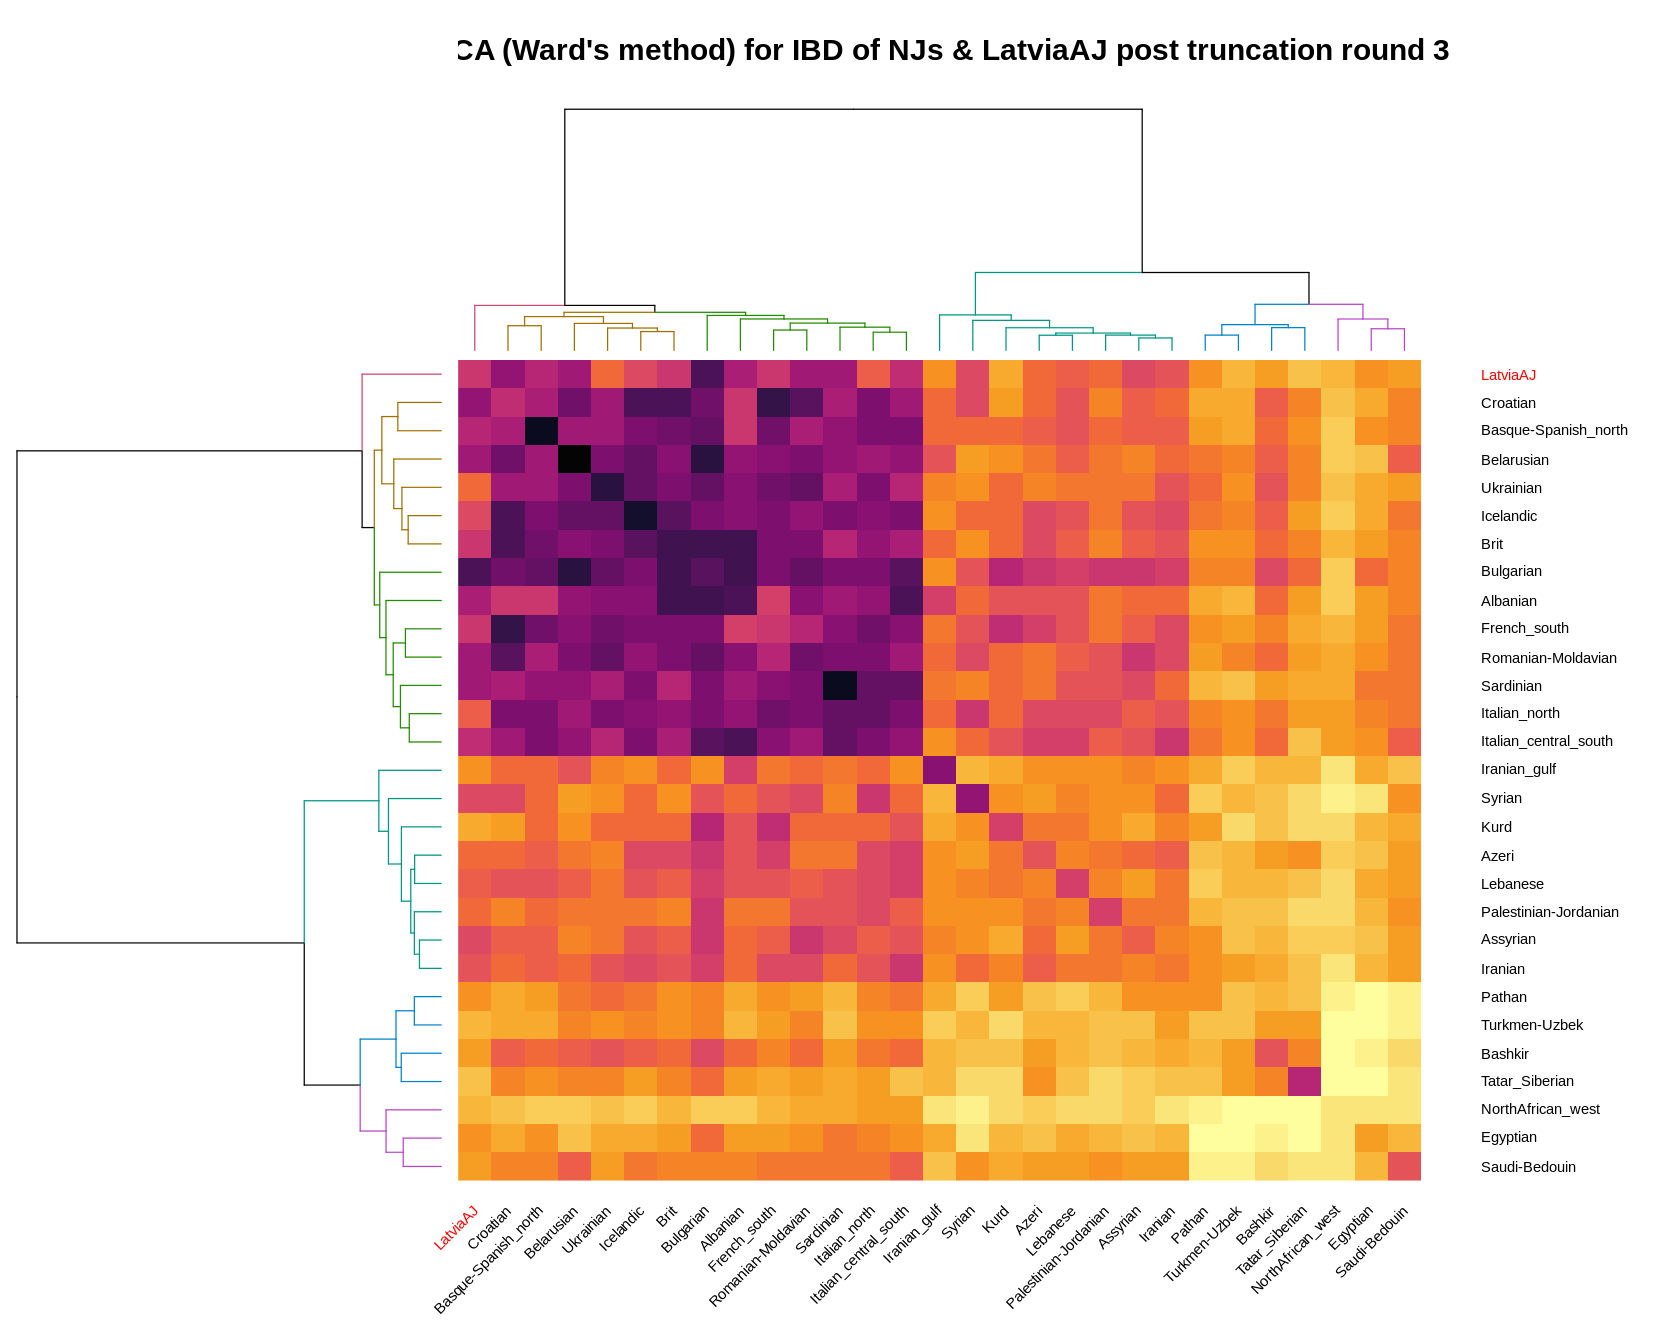 CA (Ward's method) for IBD of NJs & LatviaAJ post truncation round 3
LatviaAJ
Croatian
Basque-Spanish_north
Belarusian
Ukrainian
Icelandic
Brit
Bulgarian
Albanian
French_south
Romanian-Moldavian
Sardinian
Italian_north
Italian_central_south
Iranian_gulf
Syrian
Kurd
Azeri
Lebanese
Palestinian-Jordanian
Assyrian
Iranian
Pathan
Turkmen-Uzbek
Bashkir
Tatar_Siberian
NorthAfrican_west
Egyptian
Saudi-Bedouin
LatviaAJ
Croatian
Basque-Spanish_north
Belarusian
Ukrainian
Icelandic
Brit
Bulgarian
Albanian
French_south
Romanian-Moldavian
Sardinian
Italian_north
Italian_central_south
Iranian_gulf
Syrian
Kurd
Azeri
Lebanese
Palestinian-Jordanian
Assyrian
Iranian
Pathan
Turkmen-Uzbek
Bashkir
Tatar_Siberian
NorthAfrican_west
Egyptian
Saudi-Bedouin